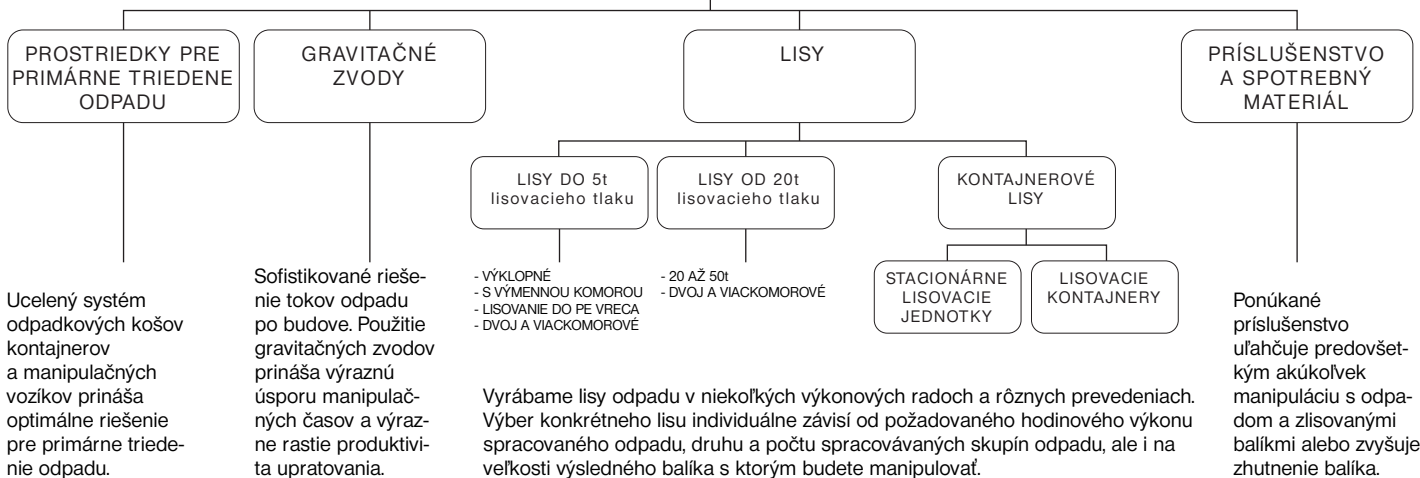 PROSTRIEDKY PRE
PRIMÁRNE TRIEDENE
ODPADU
GRAVITAČNÉ
ZVODY
LISY
PRÍSLUŠENSTVO
A SPOTREBNÝ
MATERIÁL
LISY DO 5t
lisovacieho tlaku
LISY OD 20t
lisovacieho tlaku
KONTAJNEROVÉ
LISY
- VÝKLOPNÉ
- S VÝMENNOU KOMOROU
- LISOVANIE DO PE VRECA
- DVOJ A VIACKOMOROVÉ
- 20 AŽ 50t
- DVOJ A VIACKOMOROVÉ
STACIONÁRNE
LISOVACIE
JEDNOTKY
LISOVACIE
KONTAJNERY
Ucelený systém
odpadkových košov
kontajnerov
a manipulačných
vozíkov prináša
optimálne riešenie
pre primárne triede-
nie odpadu.
Sofistikované rieše-
nie tokov odpadu
po budove. Použitie
gravitačných zvodov
prináša výraznú
úsporu manipulač-
ných časov a výraz-
ne rastie produktivi-
ta upratovania.
Vyrábame lisy odpadu v niekoľkých výkonových radoch a rôznych prevedeniach.
Výber konkrétneho lisu individuálne závisí od požadovaného hodinového výkonu
spracovaného odpadu, druhu a počtu spracovávaných skupín odpadu, ale i na
veľkosti výsledného balíka s ktorým budete manipulovať.
Ponúkané
príslušenstvo
uľahčuje predovšet-
kým akúkoľvek
manipuláciu s odpa-
dom a zlisovanými
balíkmi alebo zvyšuje
zhutnenie balíka.